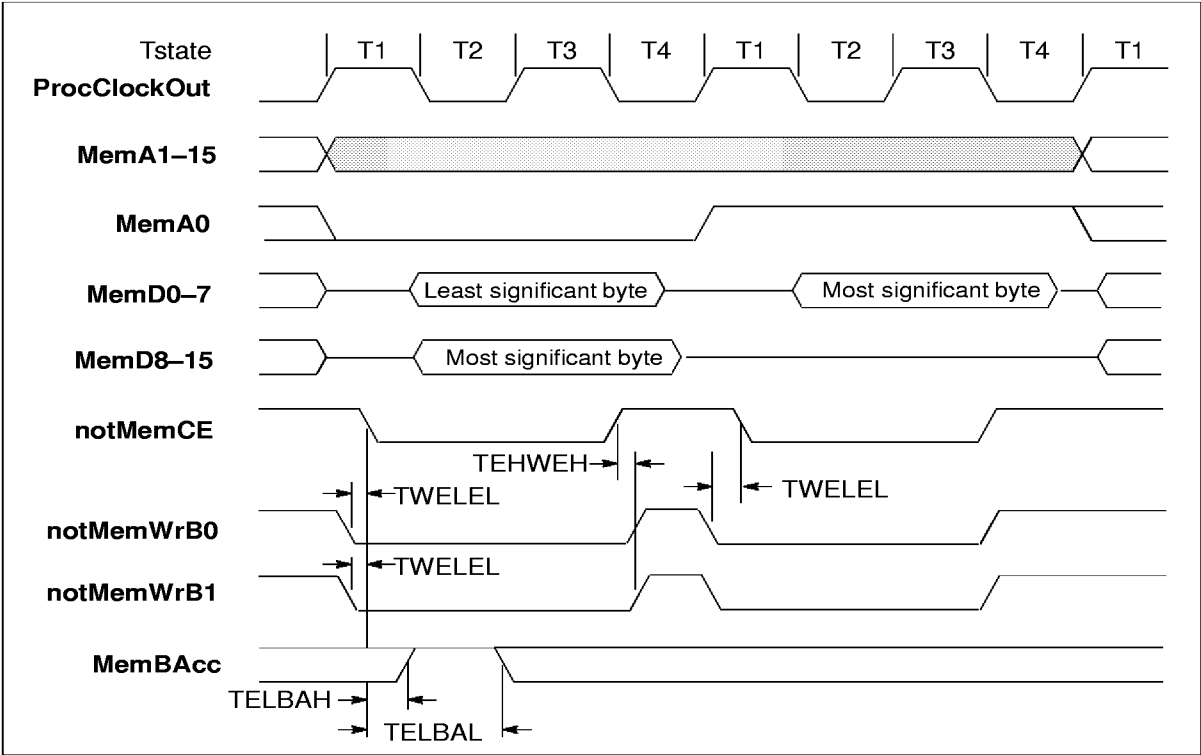 Tstate T1 T2 T3 T4 T1 T2 T3 T4 T1
ProcClockOut
MemA1–15
MemA0
MemD0–7 Least significant byte Most significant byte
MemD8–15 Most significant byte
notMemCE
TEHWEH
TWELEL TWELEL
notMemWrB0
TWELEL
notMemWrB1
MemBAcc
TELBAH
TELBAL